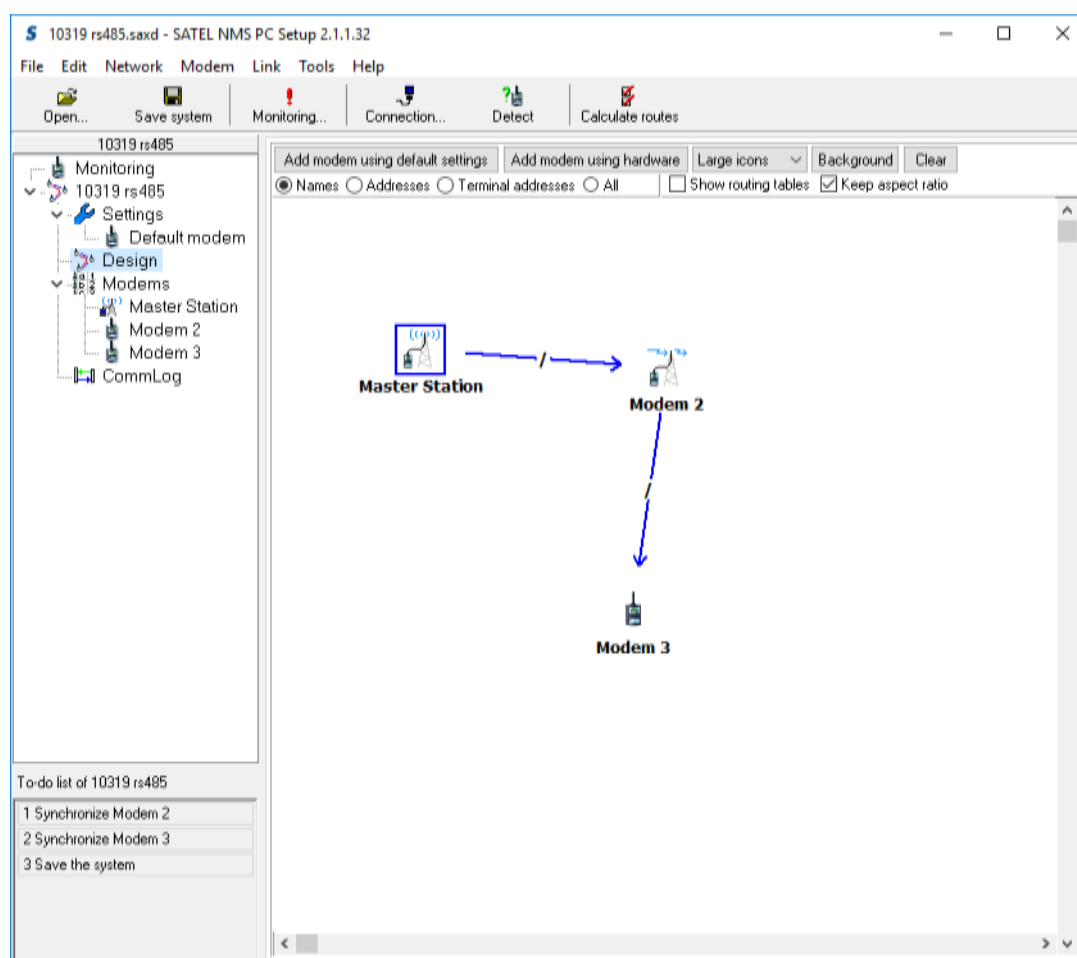 10319 rs485.saxd - SATEL NMS PC Setup 2.1.1.32
File Edit Network Modem Link Tools Help
Open... Save system Monitoring... Connection... Detect Calculate routes
10319 rs485
Monitoring
10319 rs485
Settings
Default modem
Design
Modems
Master Station
Modem 2
Modem 3
CommLog
Add modem using default settings Add modem using hardware Large icons Background Clear
Names Addresses Terminal addresses All Show routing tables Keep aspect ratio
Master Station
Modem 2
Modem 3
To-do list of 10319 rs485
1 Synchronize Modem 2
2 Synchronize Modem 3
3 Save the system